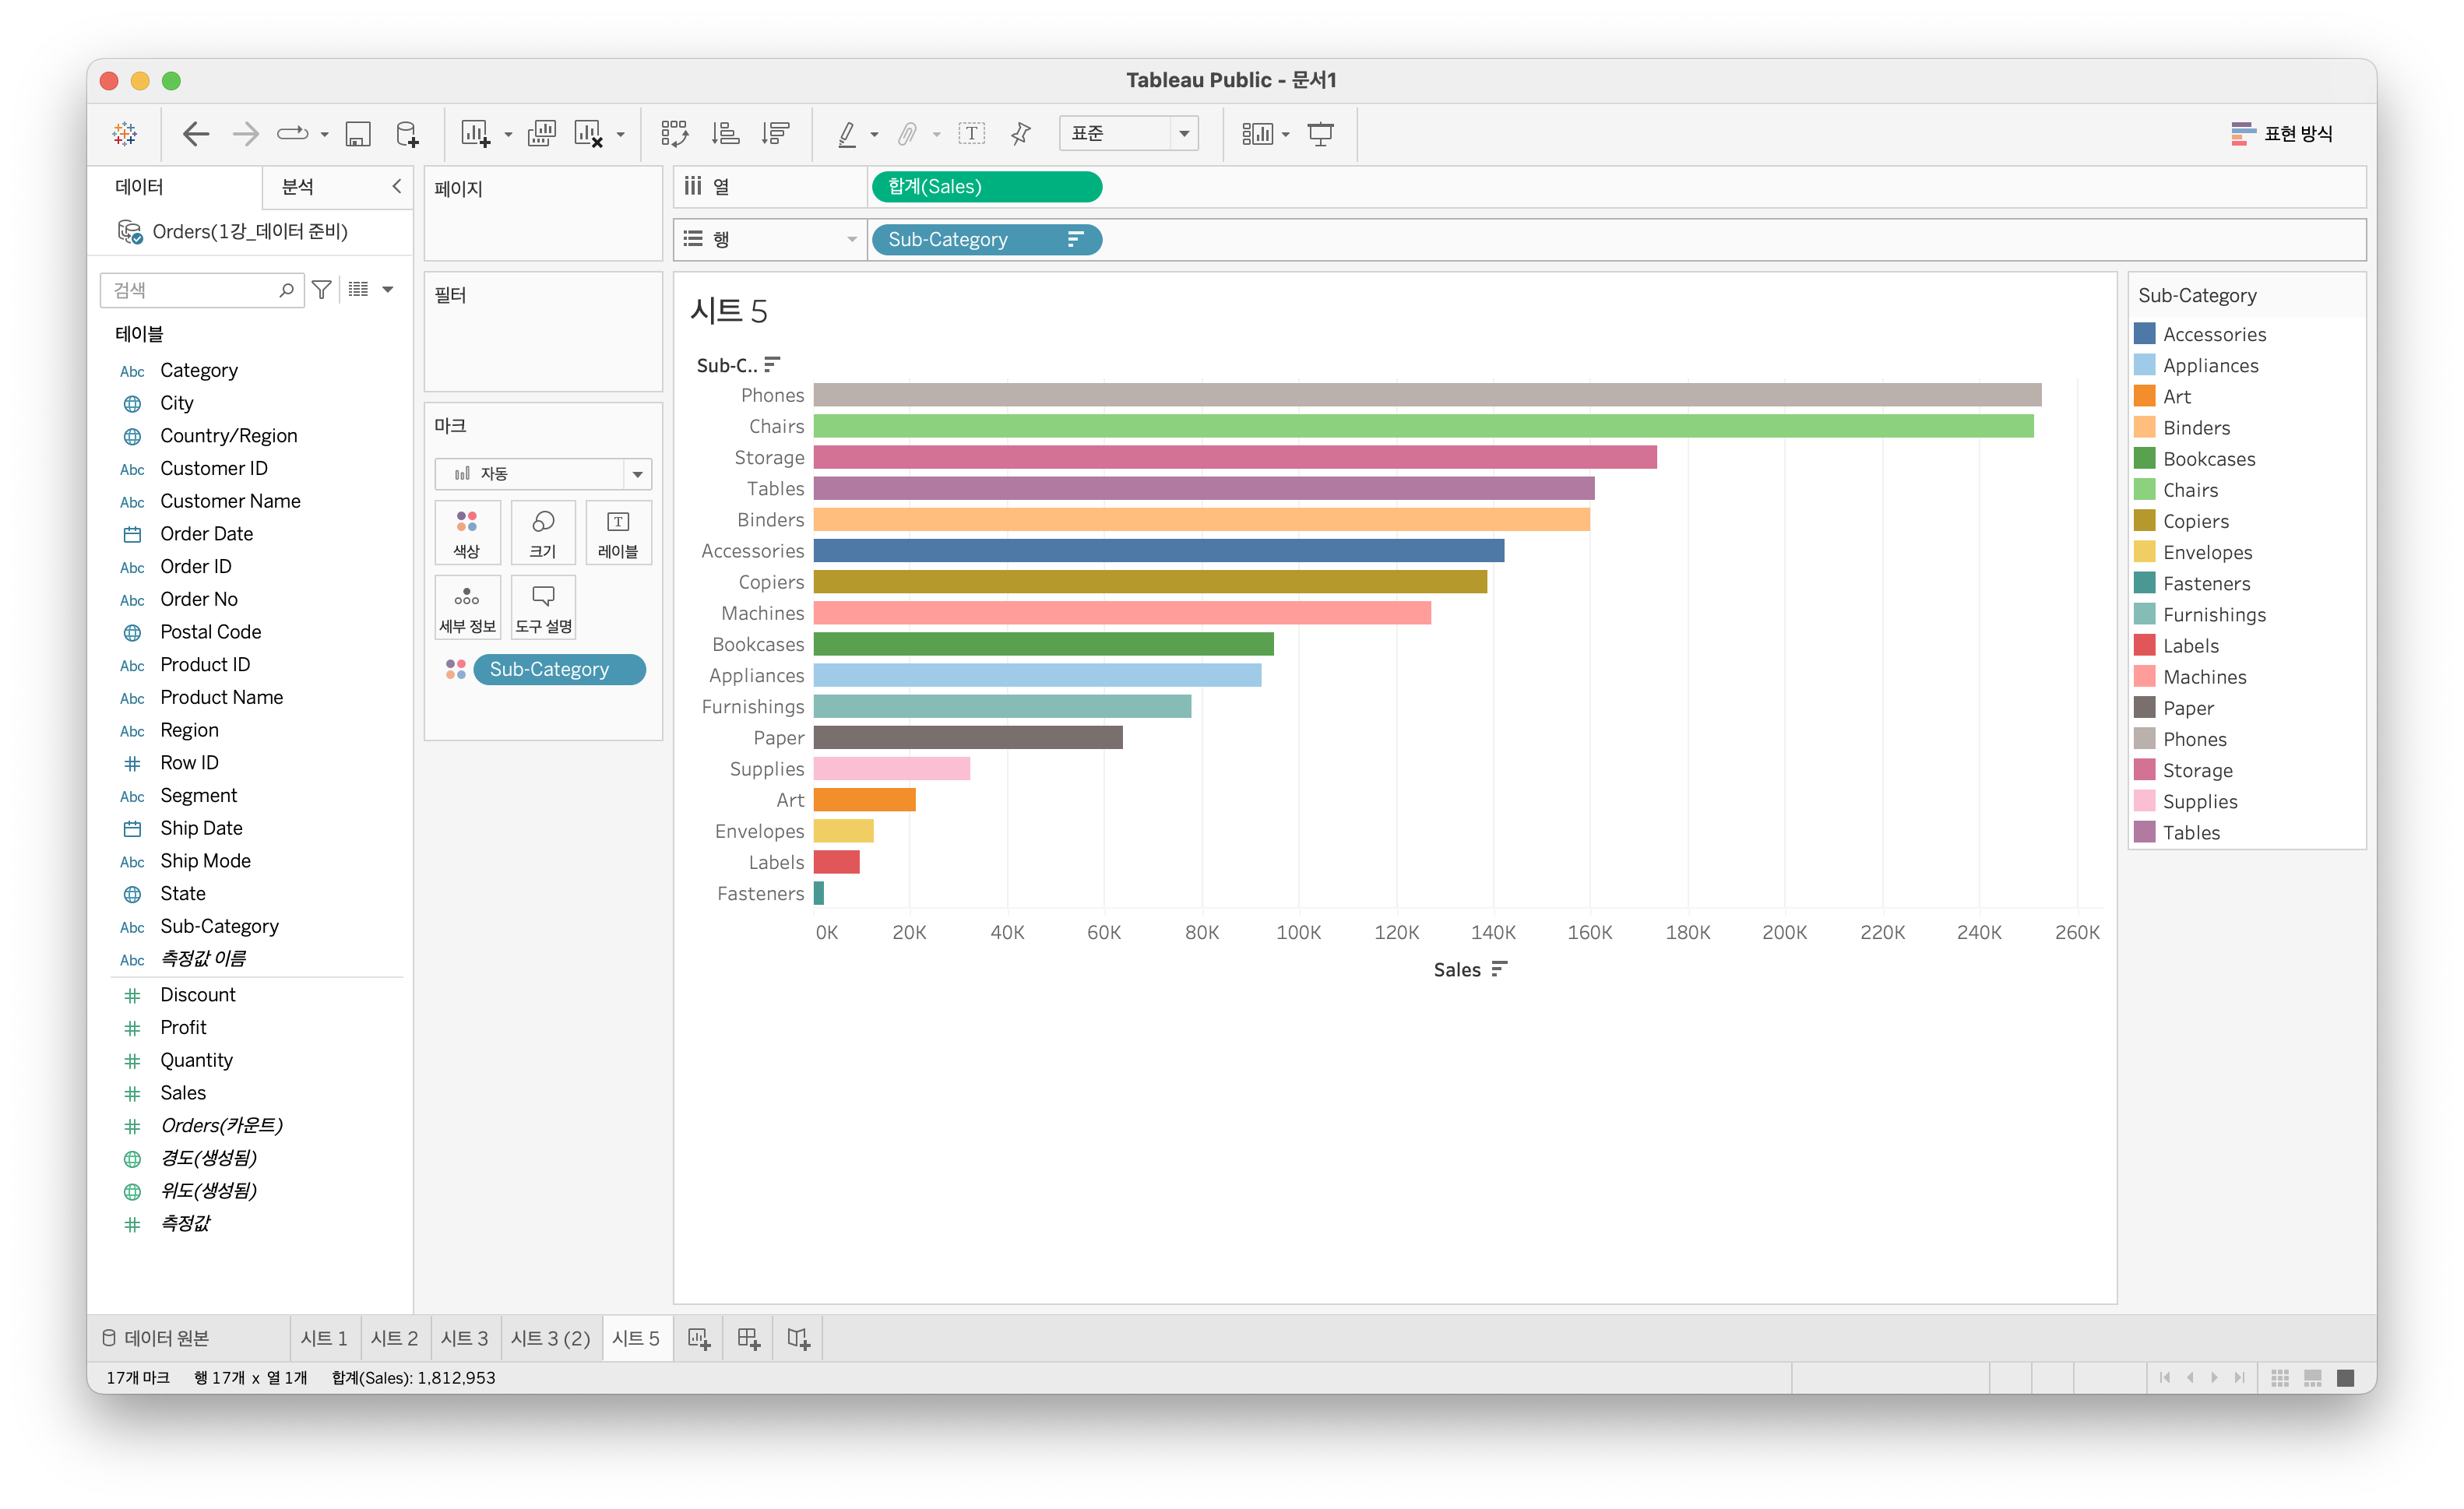 Tableau Public - 문서1
표준
표현 방식
데이터
분석
Orders(1강_데이터 준비)
검색
테이블
Abc Category
City
Country/Region
Abc Customer ID
Abc Customer Name
Order Date
Abc Order ID
Abc Order No
Postal Code
Abc Product ID
Abc Product Name
Abc Region
Row ID
Abc Segment
Ship Date
Abc Ship Mode
State
Abc Sub-Category
Abc 측정값 이름
Discount
Profit
Quantity
Sales
Orders(카운트)
경도(생성됨)
위도(생성됨)
측정값
페이지
필터
마크
자동
색상
크기
T
레이블
세부 정보
도구 설명
Sub-Category
열
합계(Sales)
행
Sub-Category
시트 5
Sub-C..
Phones
Chairs
Storage
Tables
Binders
Accessories
Copiers
Machines
Bookcases
Appliances
Furnishings
Paper
Supplies
Art
Envelopes
Labels
Fasteners
0K 20K 40K 60K 80K 100K 120K 140K 160K 180K 200K 220K 240K 260K
Sales
Sub-Category
Accessories
Appliances
Art
Binders
Bookcases
Chairs
Copiers
Envelopes
Fasteners
Furnishings
Labels
Machines
Paper
Phones
Storage
Supplies
Tables
데이터 원본
시트 1
시트 2
시트 3
시트 3 (2)
시트 5
17개 마크 행 17개 x 열 1개 합계(Sales): 1,812,953